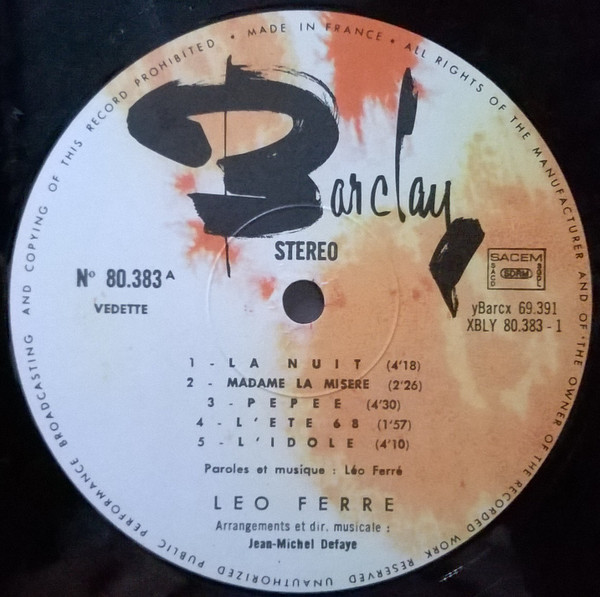 MADE IN FRANCE • ALL RIGHTS OF THE MANUFACTURER AND OF THE OWNER OF THE RECORDED WORK RESERVED UNAUTHORIZED PUBLIC PERFORMANCE BROADCASTING AND COPYING OF THIS RECORD PROHIBITED •
Barclay
STEREO
Nº 80.383 A
VEDETTE
SACEM
SACD SDRM SGDL
yBarcx 69.391
XBLY 80.383 - 1
1 - LA NUIT (4'18)
2 - MADAME LA MISERE (2'26)
3 - PEPEE (4'30)
4 - L'ETE 68 (1'57)
5 - L'IDOLE (4'10)
Paroles et musique : Léo Ferré
LEO FERRE
Arrangements et dir. musicale :
Jean-Michel Defaye